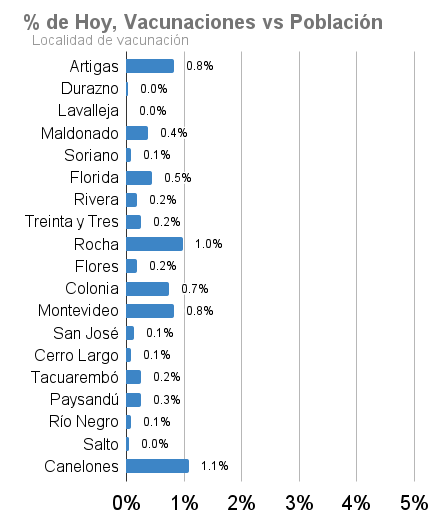 % de Hoy, Vacunaciones vs Población
Localidad de vacunación
Artigas 0.8%
Durazno 0.0%
Lavalleja 0.0%
Maldonado 0.4%
Soriano 0.1%
Florida 0.5%
Rivera 0.2%
Treinta y Tres 0.2%
Rocha 1.0%
Flores 0.2%
Colonia 0.7%
Montevideo 0.8%
San José 0.1%
Cerro Largo 0.1%
Tacuarembó 0.2%
Paysandú 0.3%
Río Negro 0.1%
Salto 0.0%
Canelones 1.1%
0% 1% 2% 3% 4% 5%